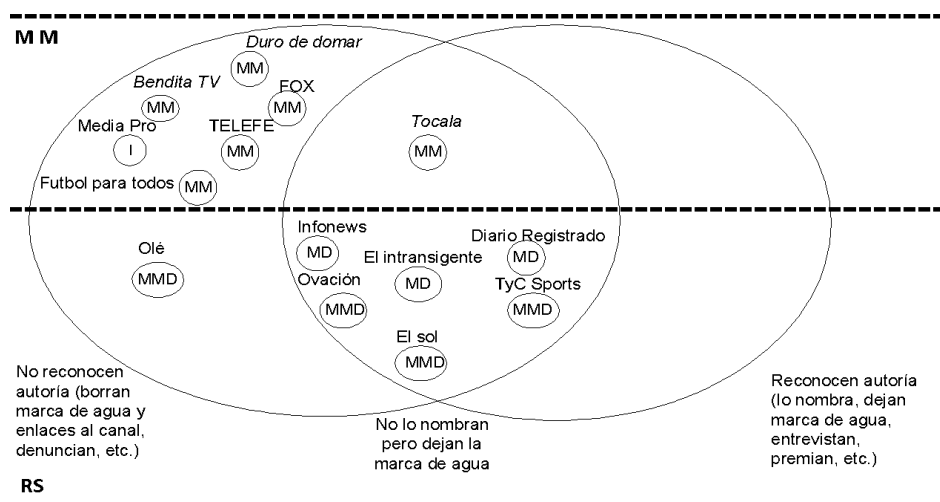 M M
Duro de domar
MM
Bendita TV
MM
FOX
MM
Media Pro
I
TELEFE
MM
Tocala
MM
Futbol para todos
MM
Olé
MMD
Infonews
MD
El intransigente
MD
Diario Registrado
MD
Ovación
MMD
TyC Sports
MMD
El sol
MMD
No reconocen
autoría (borran
marca de agua y
enlaces al canal,
denuncian, etc.)
No lo nombran
pero dejan la
marca de agua
Reconocen autoría
(lo nombra, dejan
marca de agua,
entrevistan,
premian, etc.)
RS